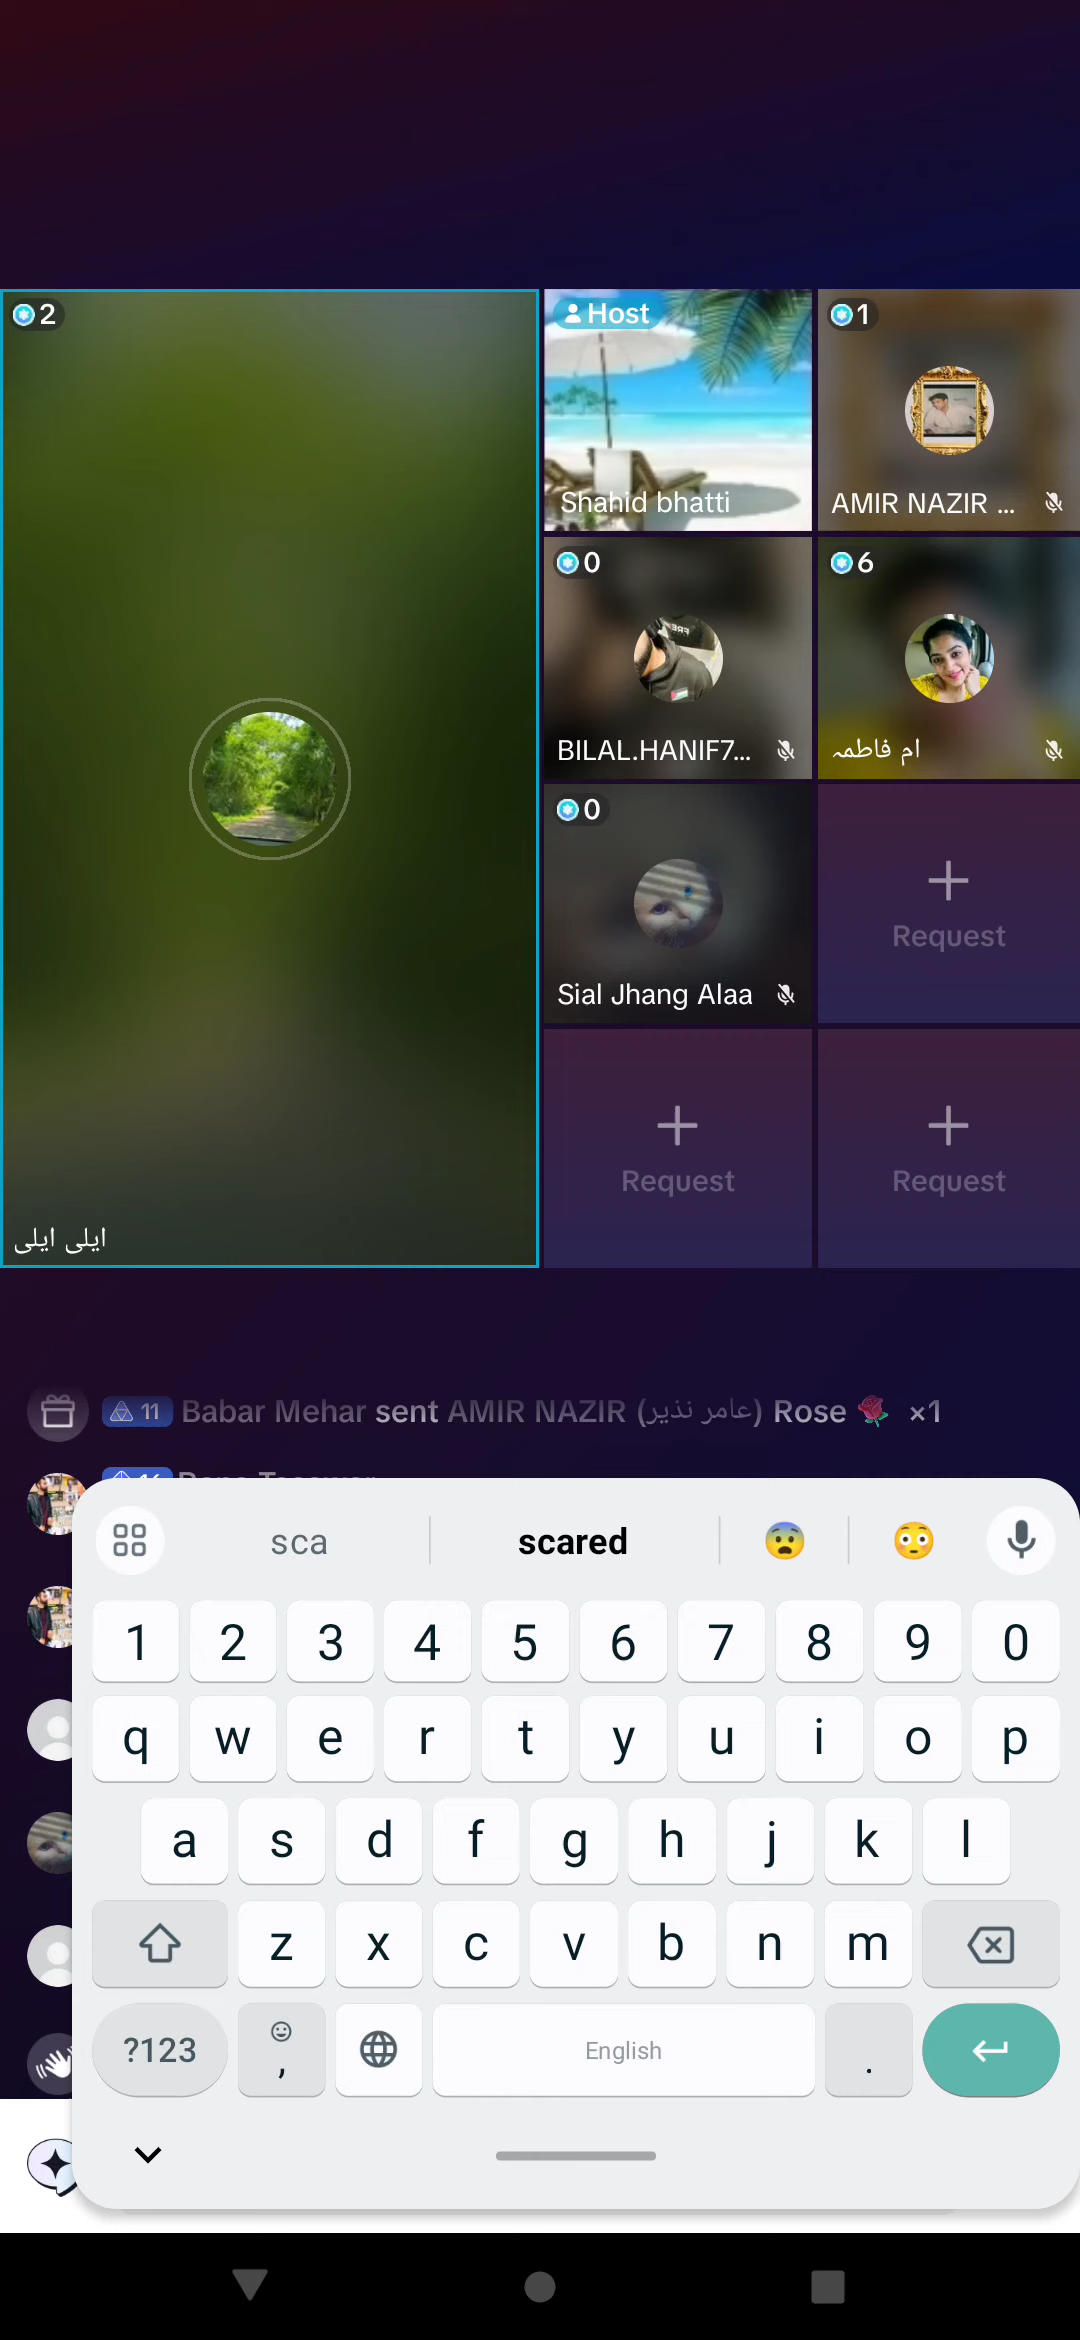 2
Host
Shahid bhatti
1
AMIR NAZIR ...
0
BILAL.HANIF7...
6
ام فاطمہ
0
Sial Jhang Alaa
Request
Request
Request
ایلی ایلی
11 Babar Mehar sent AMIR NAZIR (عامر نذیر) Rose 🌹 ×1
sca
scared
😨
😳
1 2 3 4 5 6 7 8 9 0
q w e r t y u i o p
a s d f g h j k l
z x c v b n m
?123 , English .